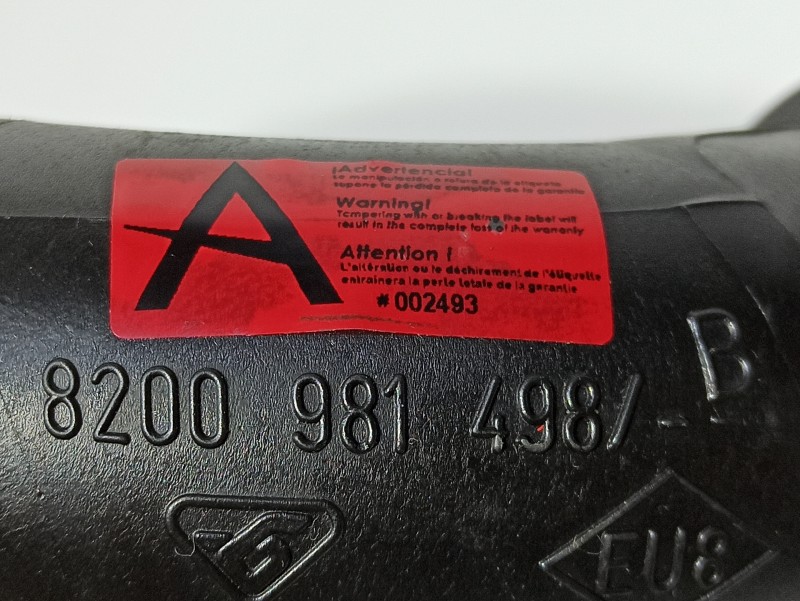 A
¡Advertencia!
La manipulación o rotura de la etiqueta
supone la pérdida completa de la garantía
Warning!
Tampering with or breaking the label will
result in the complete loss of the warranty
Attention !
L'altération ou le déchirement de l'étiquette
entraînera la perte totale de la garantie
#002493
8200 981 498/--B
EU8